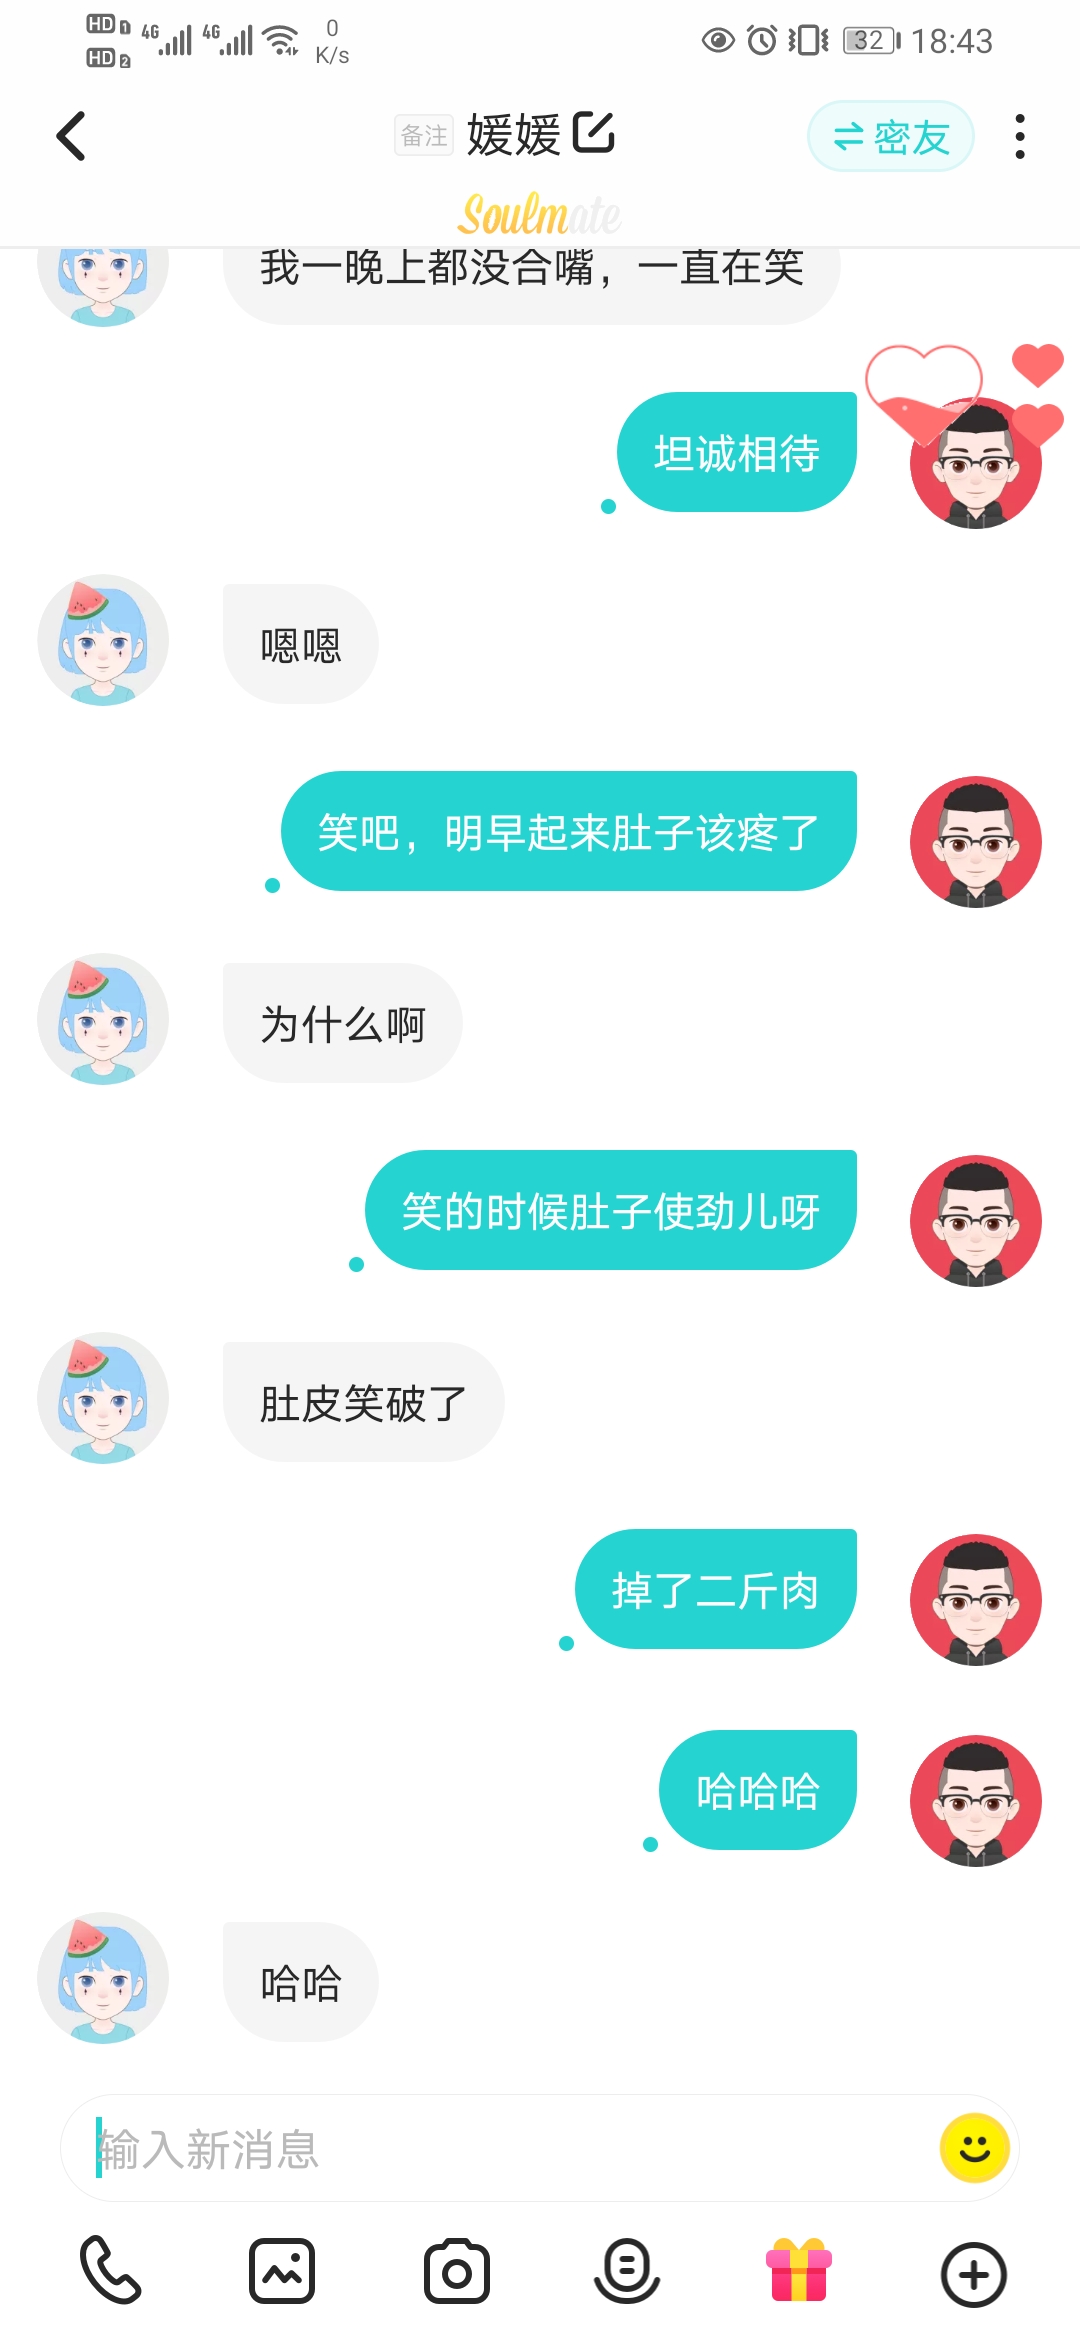 HD 1 4G 4G 0
HD 2 K/s
32 18:43
备注 媛媛 密友
Soulmate
我一晚上都没合嘴，一直在笑
坦诚相待
嗯嗯
笑吧，明早起来肚子该疼了
为什么啊
笑的时候肚子使劲儿呀
肚皮笑破了
掉了二斤肉
哈哈哈
哈哈
输入新消息